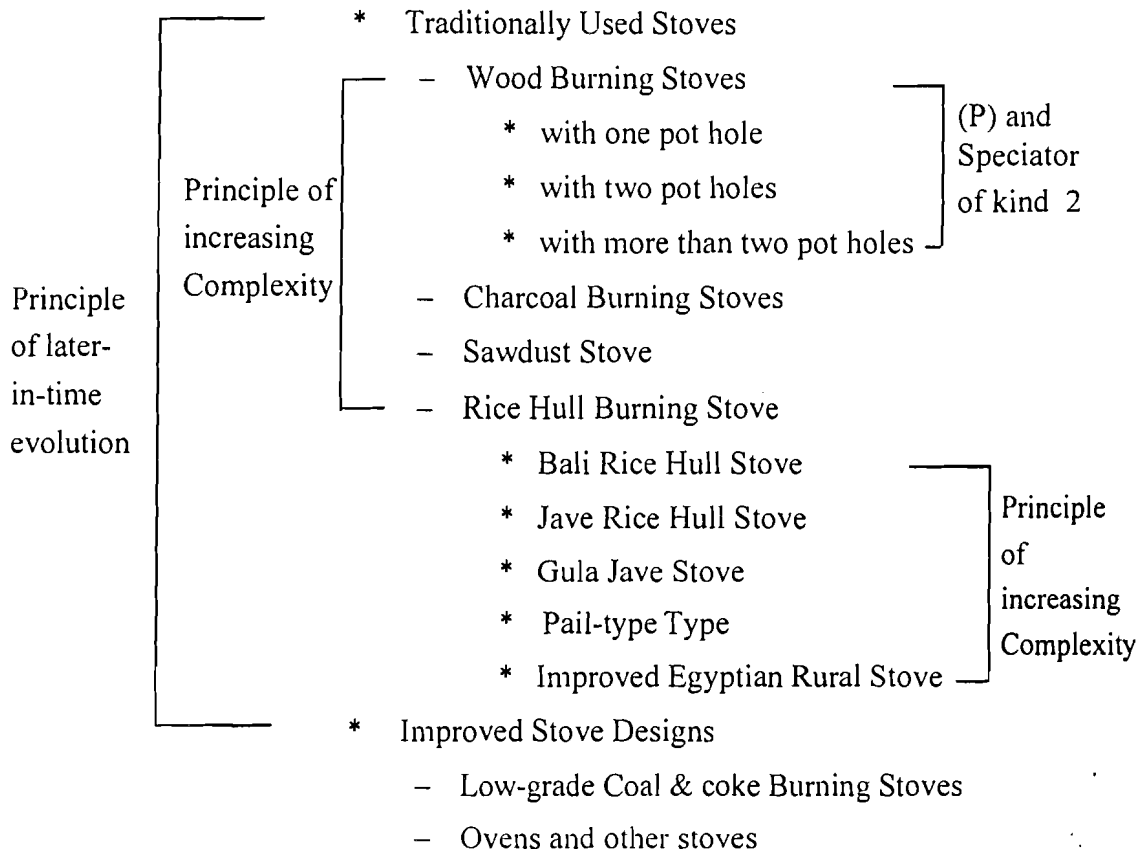 * Traditionally Used Stoves
– Wood Burning Stoves
* with one pot hole
* with two pot holes
* with more than two pot holes
(P) and
Speciator
of kind 2
Principle of
increasing
Complexity
– Charcoal Burning Stoves
– Sawdust Stove
– Rice Hull Burning Stove
Principle
of later-
in-time
evolution
* Bali Rice Hull Stove
* Jave Rice Hull Stove
* Gula Jave Stove
* Pail-type Type
* Improved Egyptian Rural Stove
Principle
of
increasing
Complexity
* Improved Stove Designs
– Low-grade Coal & coke Burning Stoves
– Ovens and other stoves